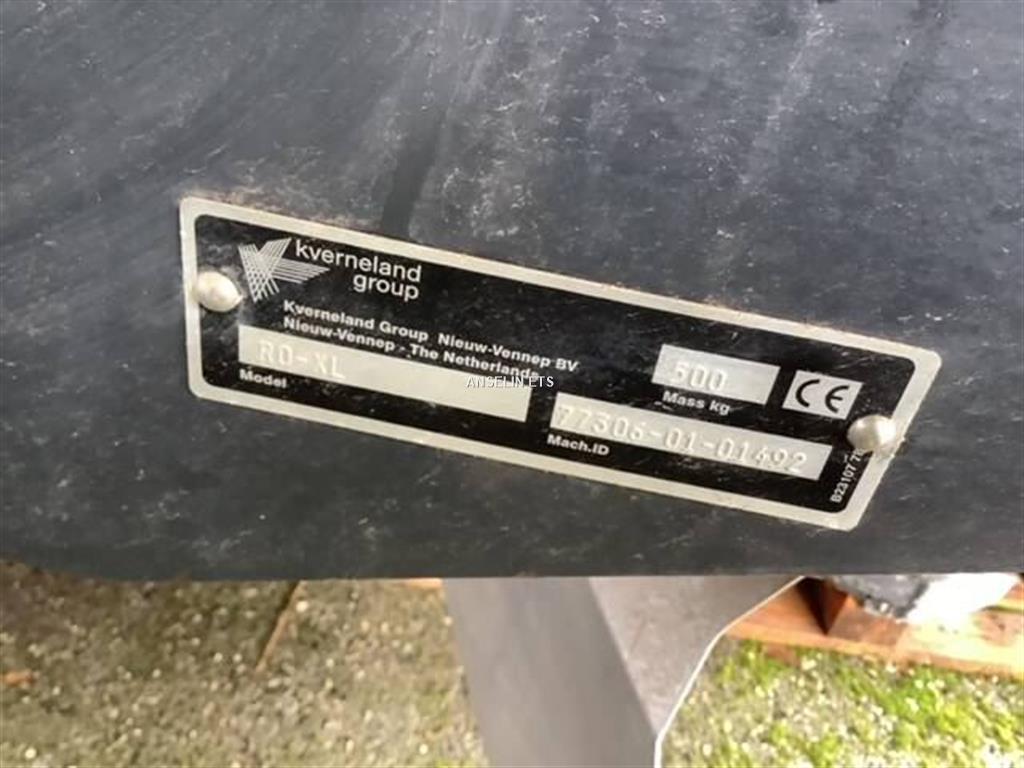 kverneland
group
Kverneland Group Nieuw-Vennep BV
Nieuw-Vennep - The Netherlands
RO-XL
Model
500
Mass kg
CE
77306-01-01492
Mach.ID
B23107
ANSELIN ETS